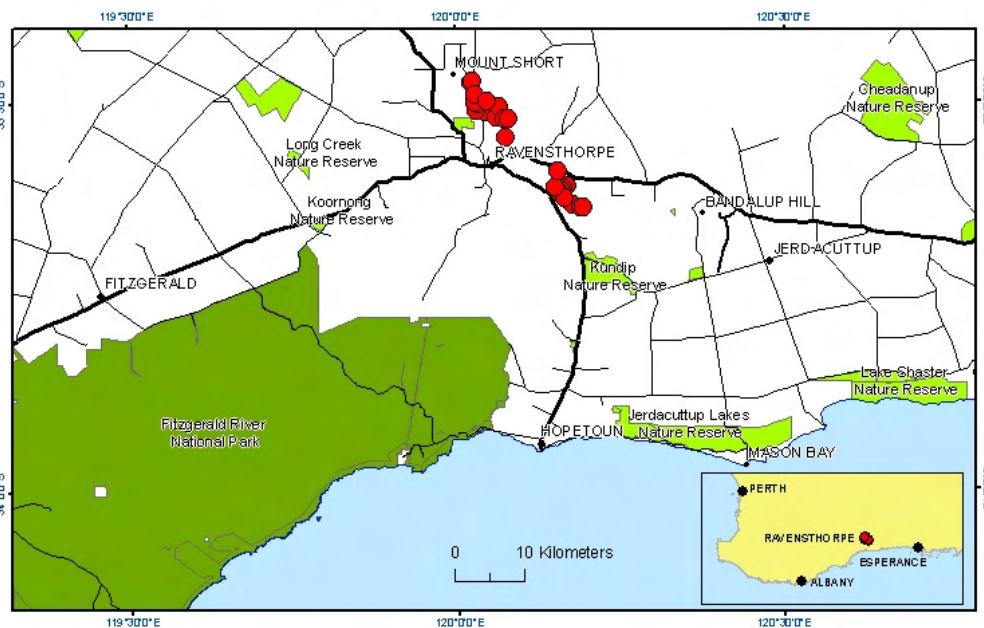 119°30'0"E
120°0'0"E
120°30'0"E
MOUNT SHORT
Cheadanup
Nature Reserve
Long Creek
Nature Reserve
RAVENSTHORPE
Koornong
Nature Reserve
BANDALUP HILL
JERDACUTTUP
Kundip
Nature Reserve
FITZGERALD
Lake Shaster
Nature Reserve
Fitzgerald River
National Park
Jerdacuttup Lakes
Nature Reserve
HOPETOUN
MASON BAY
PERTH
RAVENSTHORPE
ESPERANCE
ALBANY
0 10 Kilometers
119°30'0"E
120°0'0"E
120°30'0"E